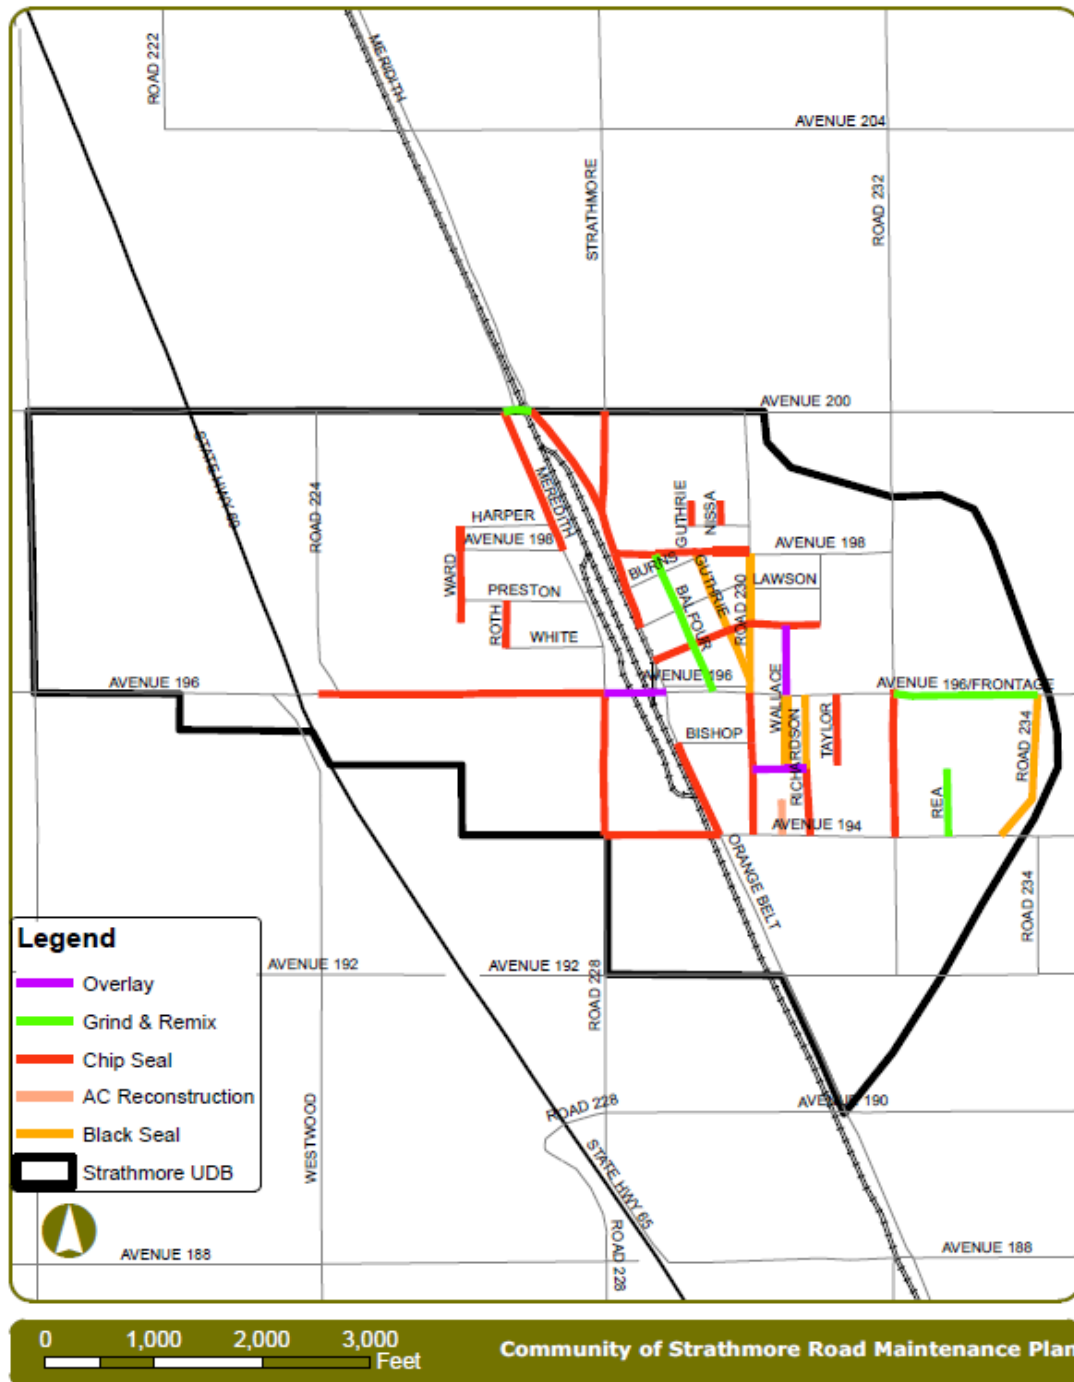 ROAD 222
MERIDITH
AVENUE 204
STRATHMORE
ROAD 232
AVENUE 200
STATE HWY 65
ROAD 224
MEREDITH
HARPER
AVENUE 198
WARD
PRESTON
ROTH
WHITE
GUTHRIE
NISSA
AVENUE 198
BURNS
GUTHRIE
LAWSON
BALFOUR
ROAD 230
AVENUE 196
AVENUE 196
WALLACE
AVENUE 196/FRONTAGE
BISHOP
RICHARDSON
TAYLOR
ROAD 234
REA
AVENUE 194
ORANGE BELT
ROAD 234
Legend
Overlay
Grind & Remix
Chip Seal
AC Reconstruction
Black Seal
Strathmore UDB
AVENUE 192
AVENUE 192
ROAD 228
WESTWOOD
ROAD 228
AVENUE 190
STATE HWY 65
ROAD 228
AVENUE 188
AVENUE 188
0 1,000 2,000 3,000
Feet
Community of Strathmore Road Maintenance Plan